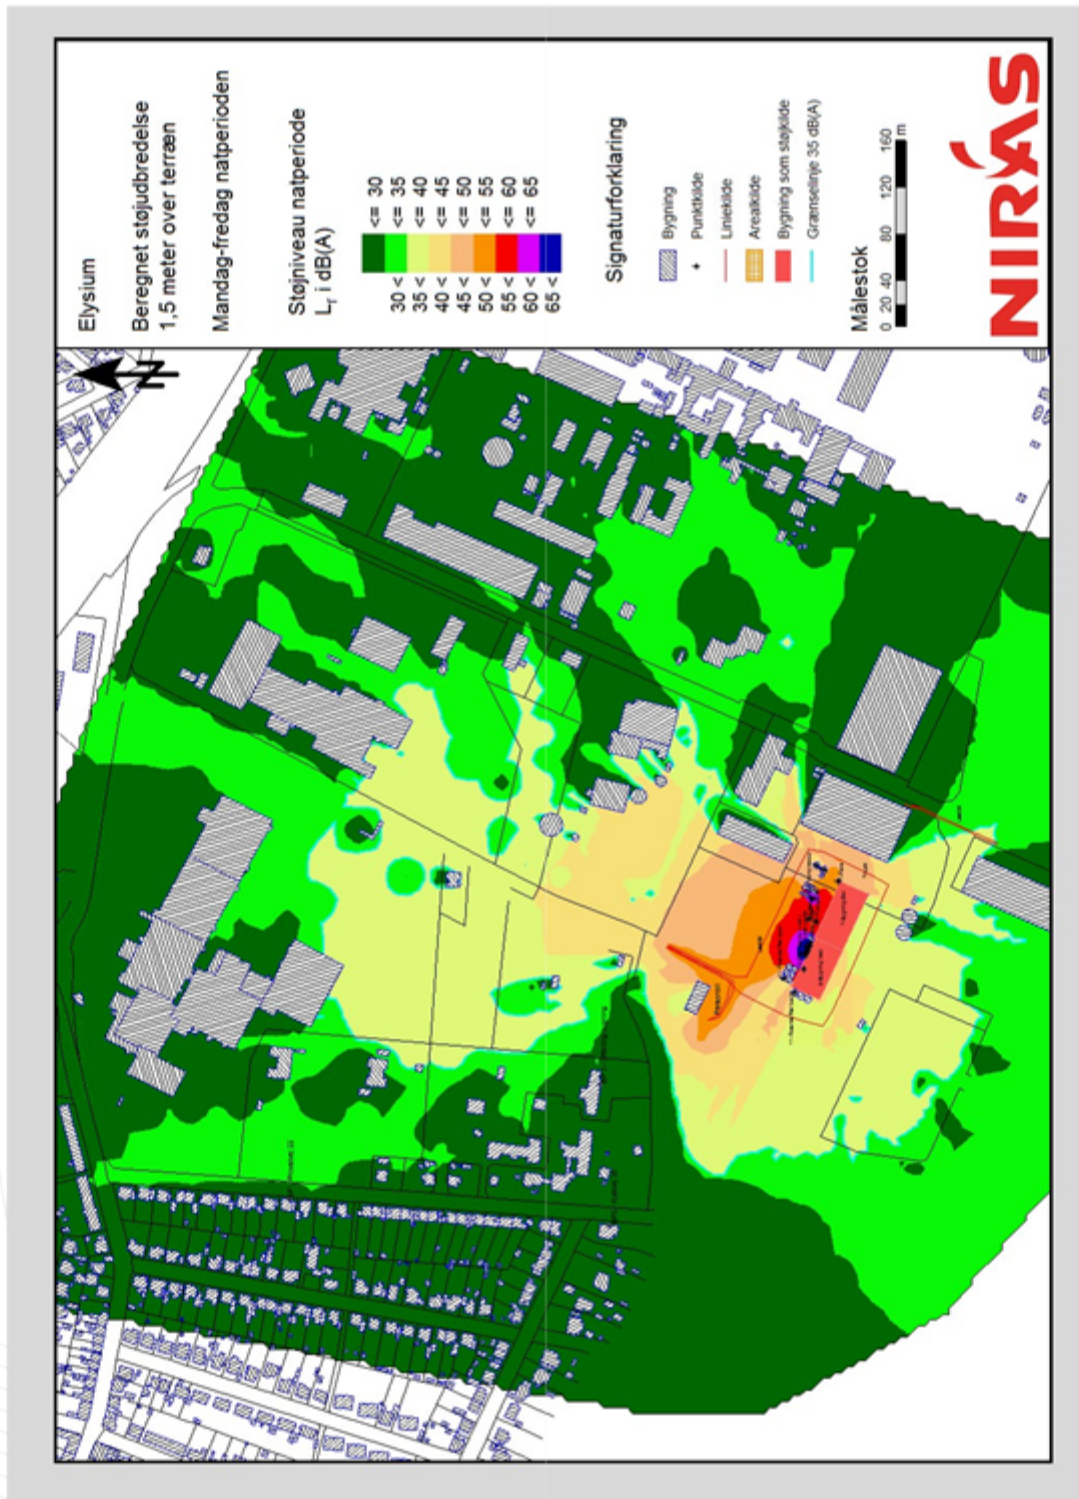 Elysium
Beregnet støjudbredelse
1,5 meter over terræn
Mandag-fredag natperioden
Støjniveau natperiode
Lr i dB(A)
<= 30
30 < <= 35
35 < <= 40
40 < <= 45
45 < <= 50
50 < <= 55
55 < <= 60
60 < <= 65
65 <
Signaturforklaring
Bygning
Punktkilde
Liniekilde
Arealkilde
Bygning som støjkilde
Grænselinje 35 dB(A)
Målestok
0 20 40 80 120 160
m
NIRAS
N